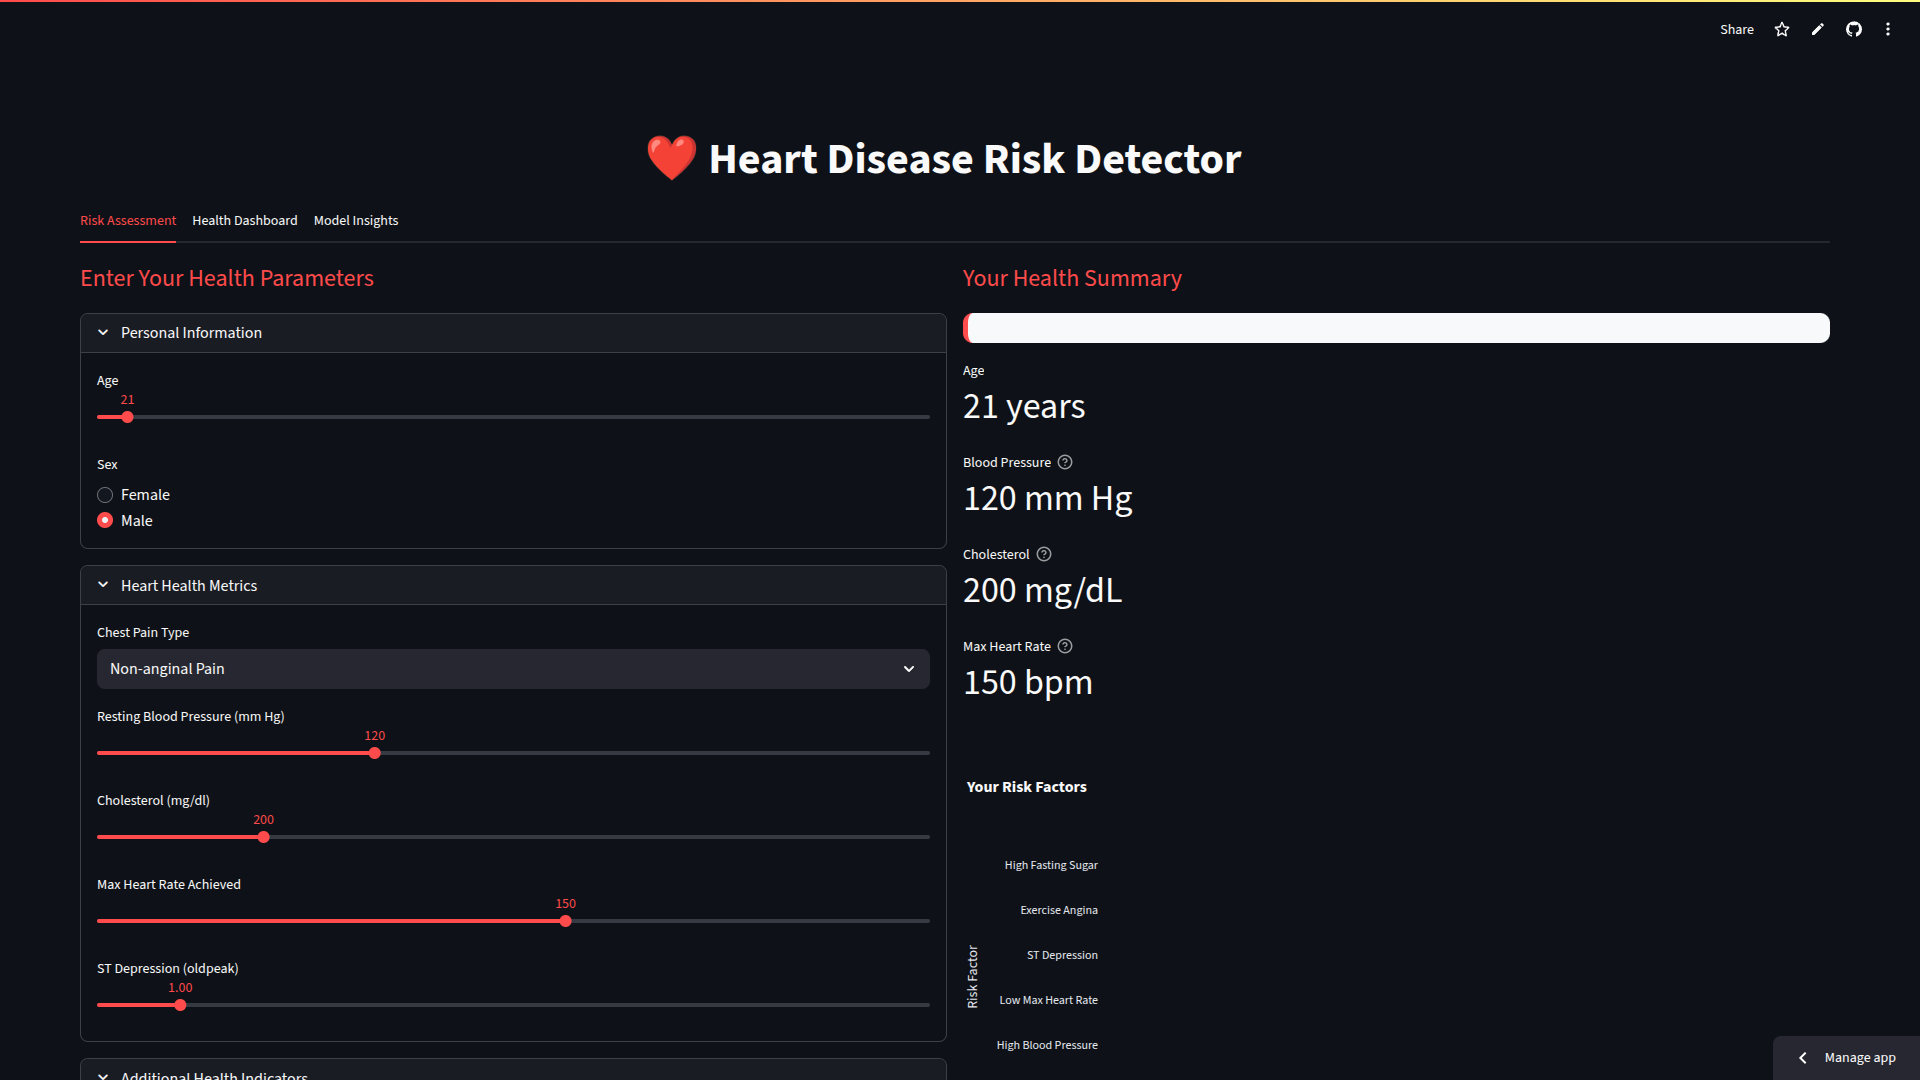 Share
❤️ Heart Disease Risk Detector
Risk Assessment Health Dashboard Model Insights
Enter Your Health Parameters
Personal Information
Age
21
Sex
Female
Male
Heart Health Metrics
Chest Pain Type
Non-anginal Pain
Resting Blood Pressure (mm Hg)
120
Cholesterol (mg/dl)
200
Max Heart Rate Achieved
150
ST Depression (oldpeak)
1.00
Additional Health Indicators
Your Health Summary
Age
21 years
Blood Pressure
120 mm Hg
Cholesterol
200 mg/dL
Max Heart Rate
150 bpm
Your Risk Factors
Risk Factor
High Fasting Sugar
Exercise Angina
ST Depression
Low Max Heart Rate
High Blood Pressure
Manage app